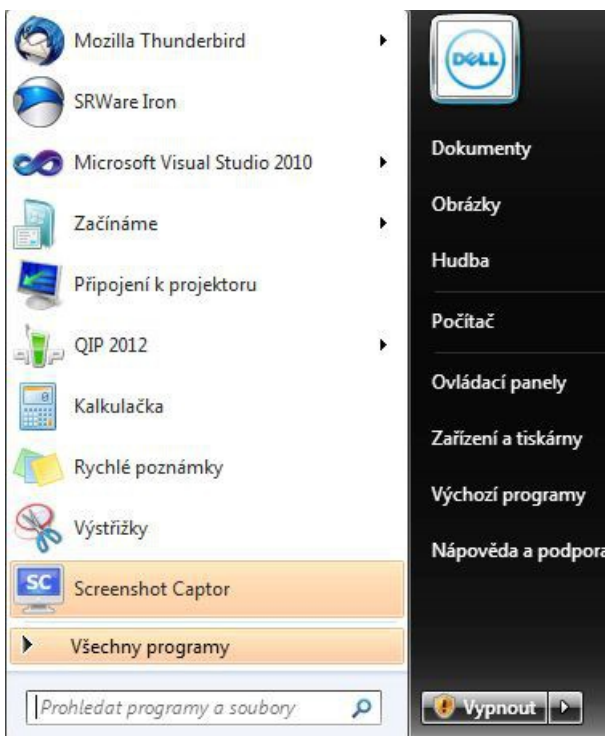 Mozilla Thunderbird
SRWare Iron
Microsoft Visual Studio 2010
Začínáme
Připojení k projektoru
QIP 2012
Kalkulačka
Rychlé poznámky
Výstřižky
SC
Screenshot Captor
Všechny programy
Prohledat programy a soubory
DELL
Dokumenty
Obrázky
Hudba
Počítač
Ovládací panely
Zařízení a tiskárny
Výchozí programy
Nápověda a podpora
Vypnout